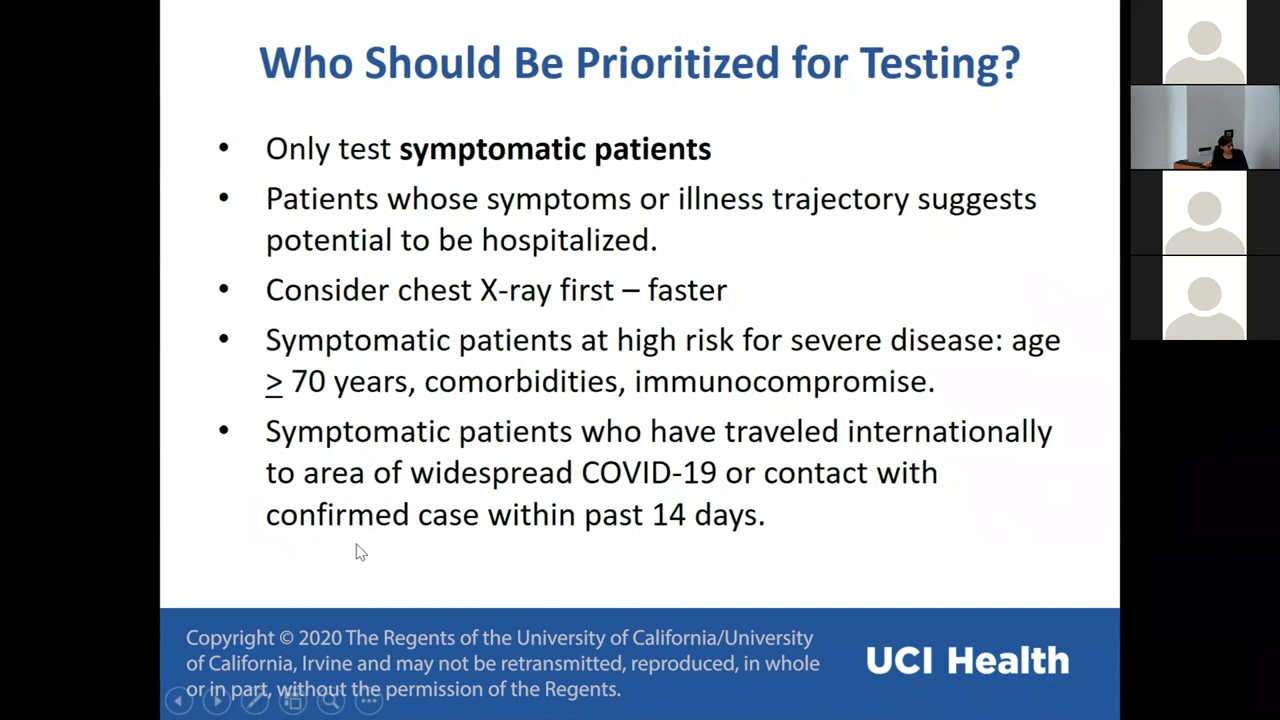 Who Should Be Prioritized for Testing?
• Only test symptomatic patients
• Patients whose symptoms or illness trajectory suggests
potential to be hospitalized.
• Consider chest X-ray first – faster
• Symptomatic patients at high risk for severe disease: age
≥ 70 years, comorbidities, immunocompromise.
• Symptomatic patients who have traveled internationally
to area of widespread COVID-19 or contact with
confirmed case within past 14 days.
Copyright © 2020 The Regents of the University of California/University
of California, Irvine and may not be retransmitted, reproduced, in whole
or in part, without the permission of the Regents.
UCI Health